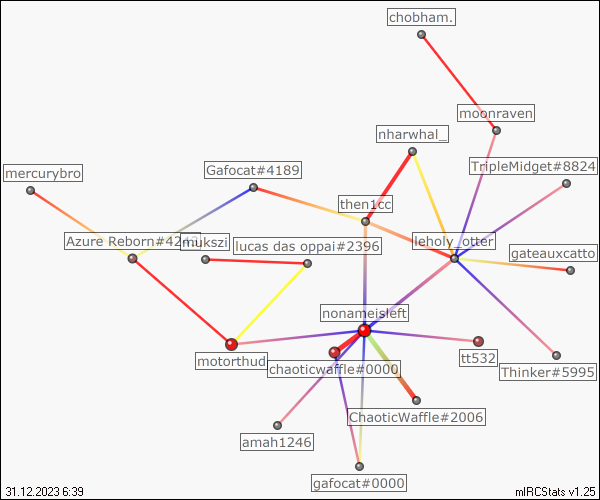 chobham.
moonraven
nharwhal_
TripleMidget#8824
Gafocat#4189
mercurybro
then1cc
Azure Reborn#42
mukszi
lucas das oppai#2396
leholy_otter
gateauxcatto
nonameisleft
motorthud
chaoticwaffle#0000
tt532
Thinker#5995
ChaoticWaffle#2006
amah1246
gafocat#0000
31.12.2023 6:39
mIRCStats v1.25